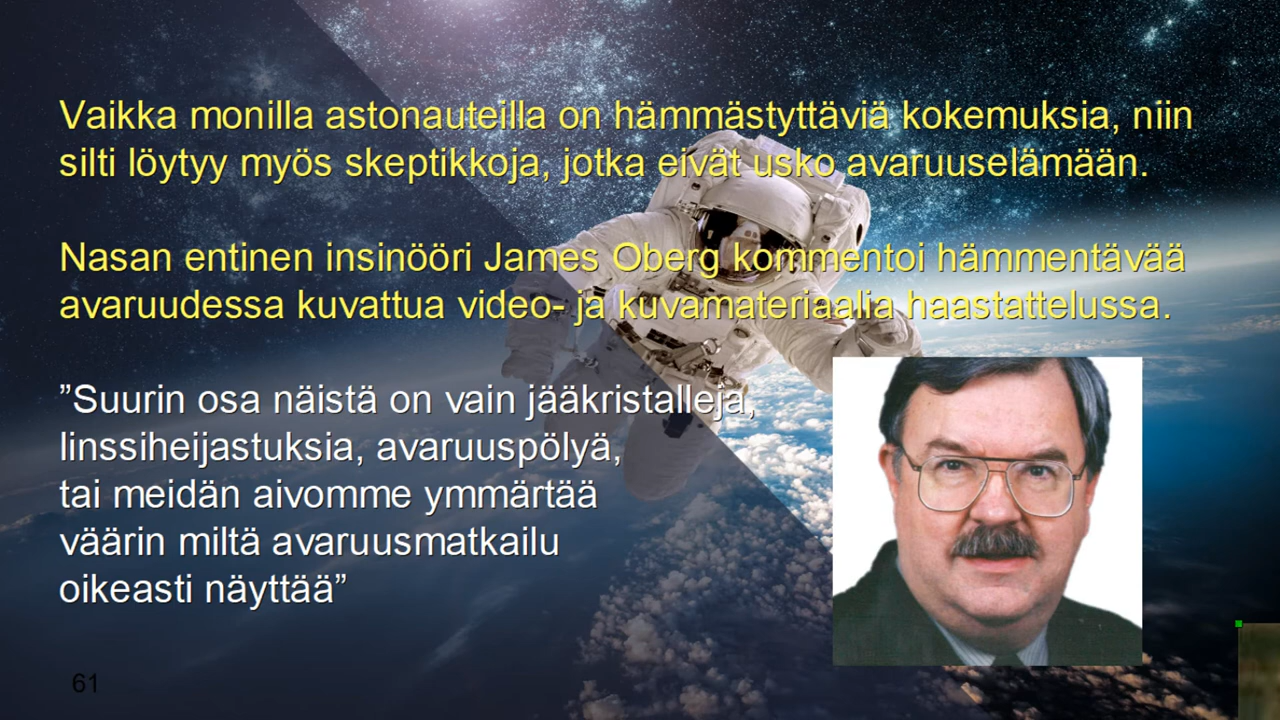 Vaikka monilla astonauteilla on hämmästyttäviä kokemuksia, niin
silti löytyy myös skeptikkoja, jotka eivät usko avaruuselämään.
Nasan entinen insinööri James Oberg kommentoi hämmentävää
avaruudessa kuvattua video- ja kuvamateriaalia haastattelussa.
”Suurin osa näistä on vain jääkristalleja,
linssiheijastuksia, avaruuspölyä,
tai meidän aivomme ymmärtää
väärin miltä avaruusmatkailu
oikeasti näyttää”
61